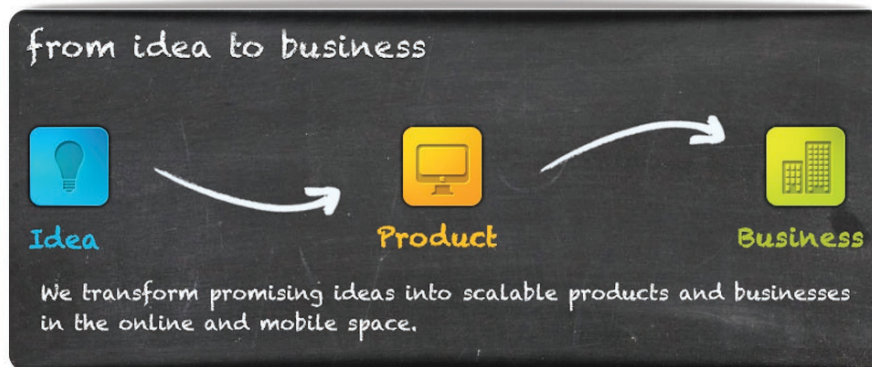 from idea to business
Idea
Product
Business
We transform promising ideas into scalable products and businesses
in the online and mobile space.